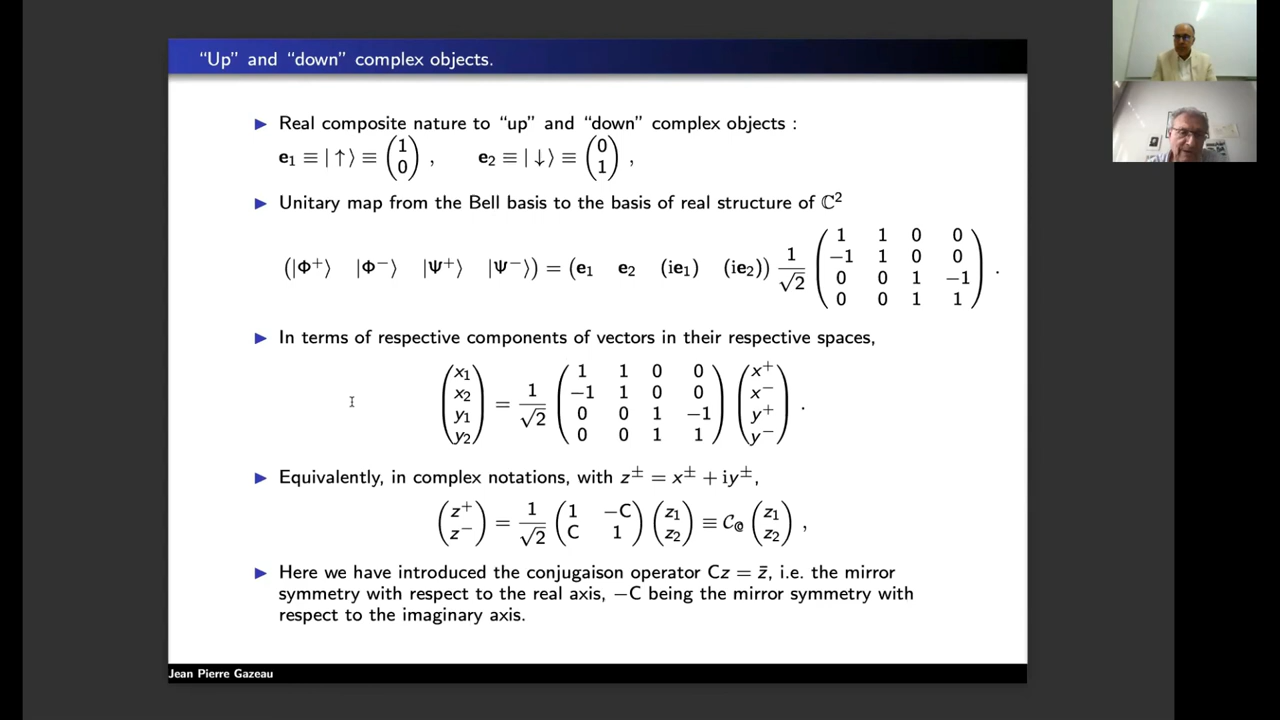 “Up” and “down” complex objects.
▶ Real composite nature to “up” and “down” complex objects :
e₁ ≡ |↑⟩ ≡ (1 0) , e₂ ≡ |↓⟩ ≡ (0 1) ,
▶ Unitary map from the Bell basis to the basis of real structure of ℂ²
(|Φ⁺⟩ |Φ⁻⟩ |Ψ⁺⟩ |Ψ⁻⟩) = (e₁ e₂ (ie₁) (ie₂)) 1/√2
1 1 0 0
−1 1 0 0
0 0 1 −1
0 0 1 1 .
▶ In terms of respective components of vectors in their respective spaces,
x₁ 1 1 0 0 x⁺
x₂ = 1/√2 −1 1 0 0 x⁻
y₁ 0 0 1 −1 y⁺
y₂ 0 0 1 1 y⁻ .
▶ Equivalently, in complex notations, with z± = x± + iy±,
(z⁺ z⁻) = 1/√2 (1 −C C 1) (z₁ z₂) ≡ 𝒞@ (z₁ z₂) ,
▶ Here we have introduced the conjugaison operator Cz = z̄, i.e. the mirror
symmetry with respect to the real axis, −C being the mirror symmetry with
respect to the imaginary axis.
Jean Pierre Gazeau